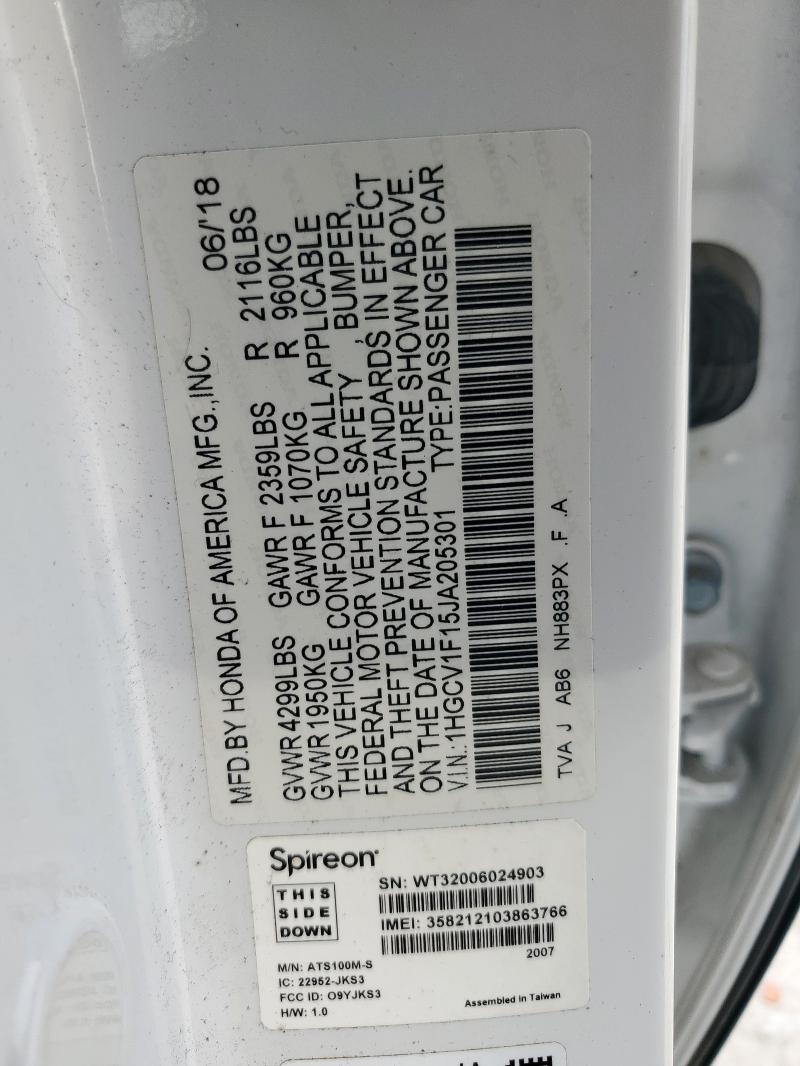 MFD.BY HONDA OF AMERICA MFG.,INC. 06/'18
GVWR 4299LBS GAWR F 2359LBS R 2116LBS
GVWR 1950KG GAWR F 1070KG R 960KG
THIS VEHICLE CONFORMS TO ALL APPLICABLE
FEDERAL MOTOR VEHICLE SAFETY , BUMPER,
AND THEFT PREVENTION STANDARDS IN EFFECT
ON THE DATE OF MANUFACTURE SHOWN ABOVE.
V.I.N.:1HGCV1F15JA205301 TYPE:PASSENGER CAR
TVA J AB6 NH883PX .F .A
Spireon
THIS
SIDE
DOWN
SN: WT32006024903
IMEI: 358212103863766
2007
M/N: ATS100M-S
IC: 22952-JKS3
FCC ID: O9YJKS3
H/W: 1.0
Assembled in Taiwan